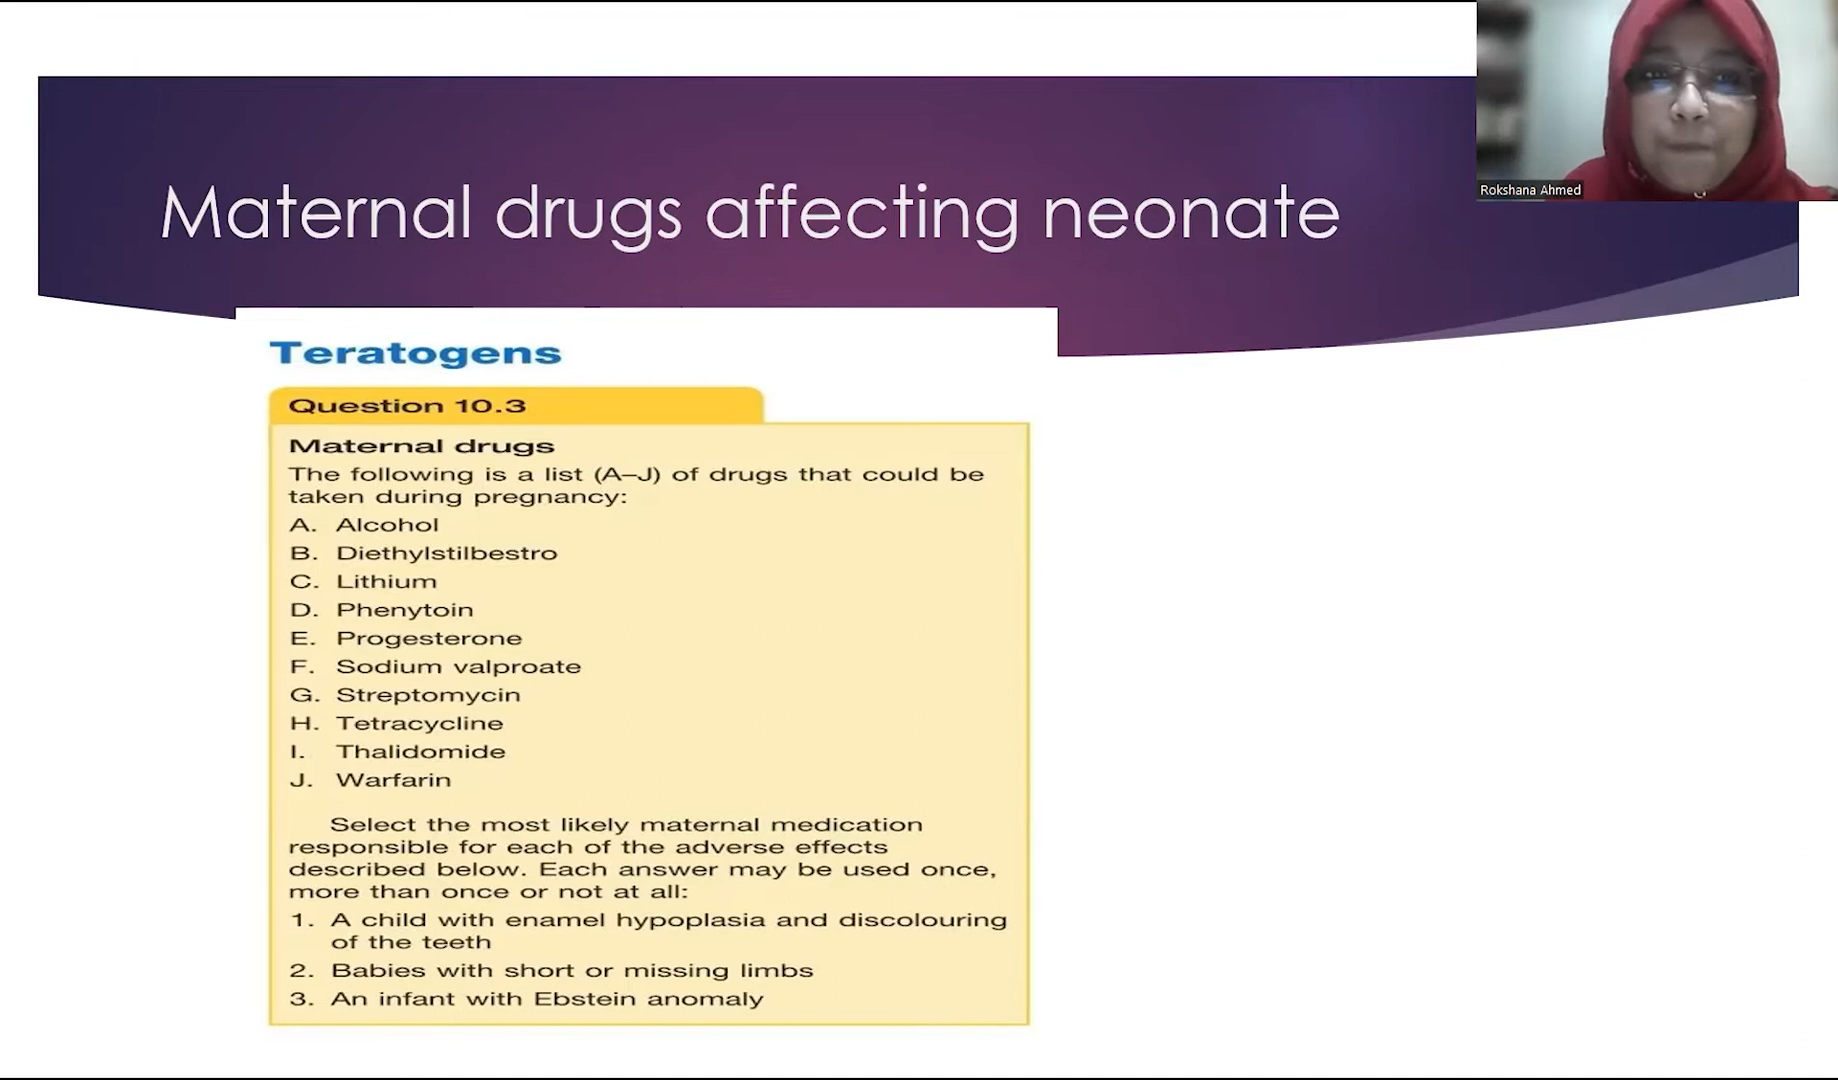 Rokshana Ahmed
Maternal drugs affecting neonate
Teratogens
Question 10.3
Maternal drugs
The following is a list (A–J) of drugs that could be
taken during pregnancy:
A. Alcohol
B. Diethylstilbestro
C. Lithium
D. Phenytoin
E. Progesterone
F. Sodium valproate
G. Streptomycin
H. Tetracycline
I. Thalidomide
J. Warfarin
Select the most likely maternal medication
responsible for each of the adverse effects
described below. Each answer may be used once,
more than once or not at all:
1. A child with enamel hypoplasia and discolouring
of the teeth
2. Babies with short or missing limbs
3. An infant with Ebstein anomaly